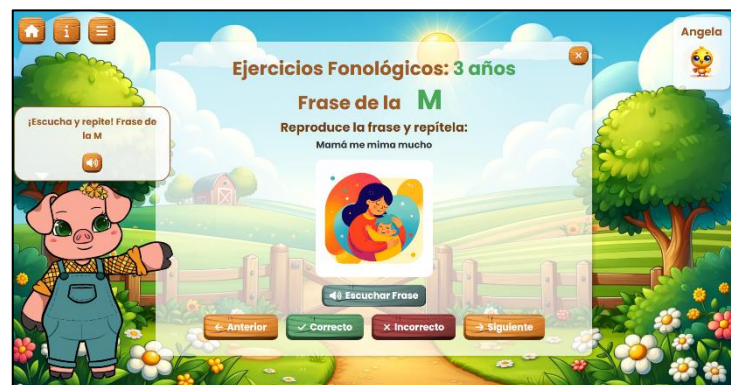 Angela
Ejercicios Fonológicos: 3 años
Frase de la M
Reproduce la frase y repítela:
Mamá me mima mucho
¡Escucha y repite! Frase de
la M
Escuchar Frase
← Anterior
✓ Correcto
× Incorrecto
→ Siguiente